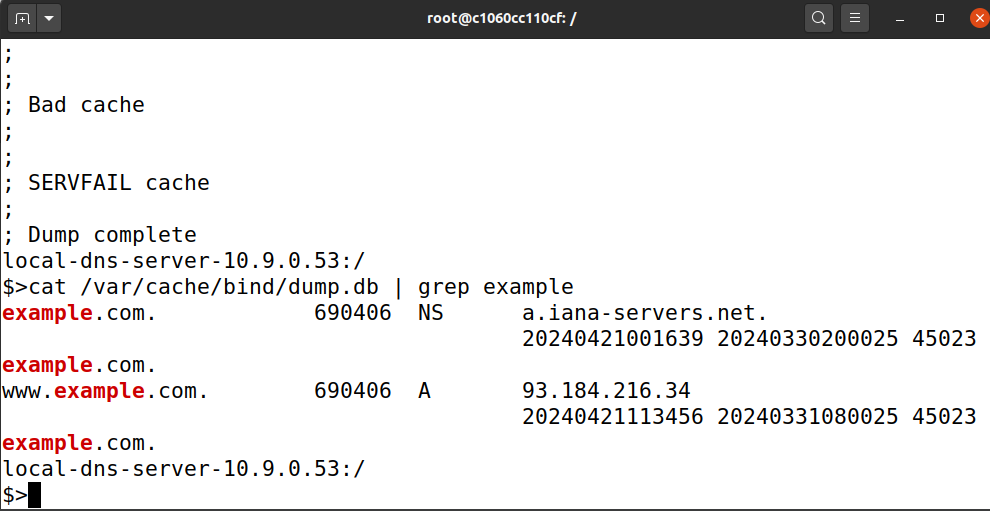 root@c1060cc110cf: /
;
;
; Bad cache
;
;
; SERVFAIL cache
;
; Dump complete
local-dns-server-10.9.0.53:/
$>cat /var/cache/bind/dump.db | grep example
example.com. 690406 NS a.iana-servers.net.
20240421001639 20240330200025 45023
example.com.
www.example.com. 690406 A 93.184.216.34
20240421113456 20240331080025 45023
example.com.
local-dns-server-10.9.0.53:/
$>